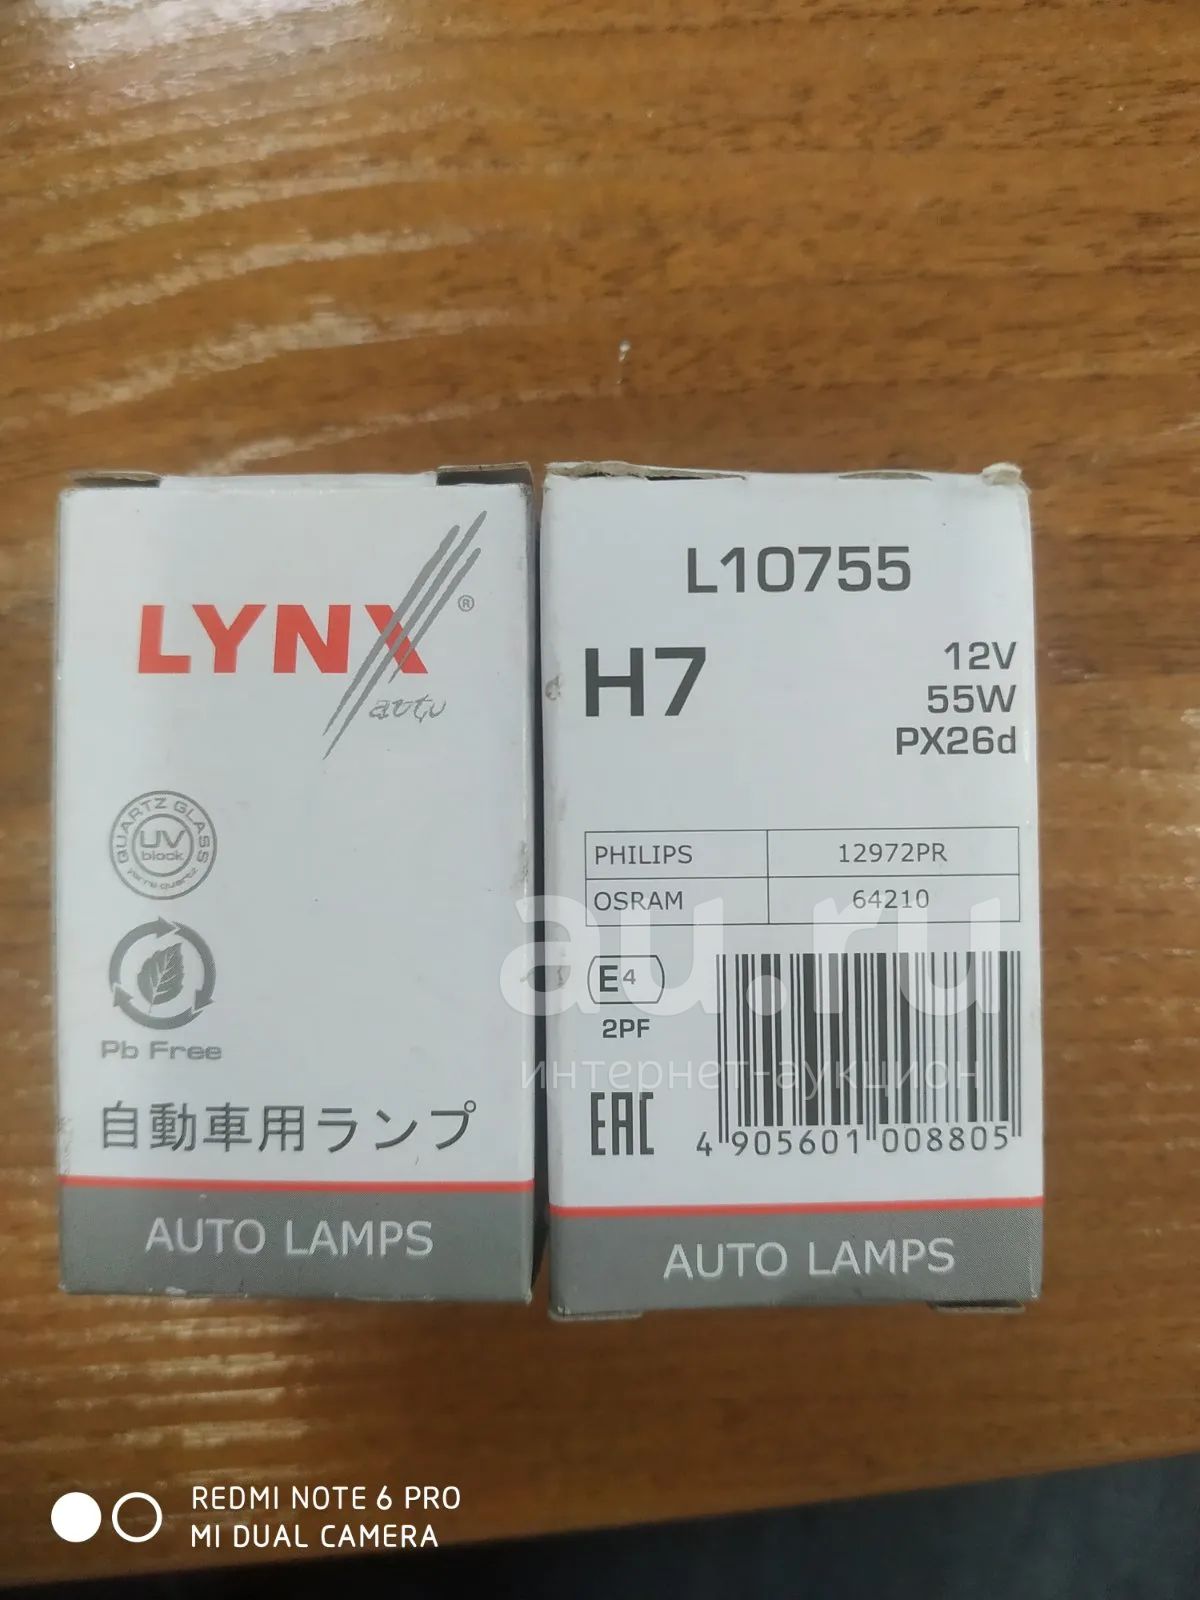 LYNX®
auto
QUARTZ GLASS
UV
block
verre quartz
Pb Free
自動車用ランプ
AUTO LAMPS
L10755
H7
12V
55W
PX26d
PHILIPS 12972PR
OSRAM 64210
E4
2PF
EAC
4 905601 008805
AUTO LAMPS
au.ru
интернет-аукцион
REDMI NOTE 6 PRO
MI DUAL CAMERA